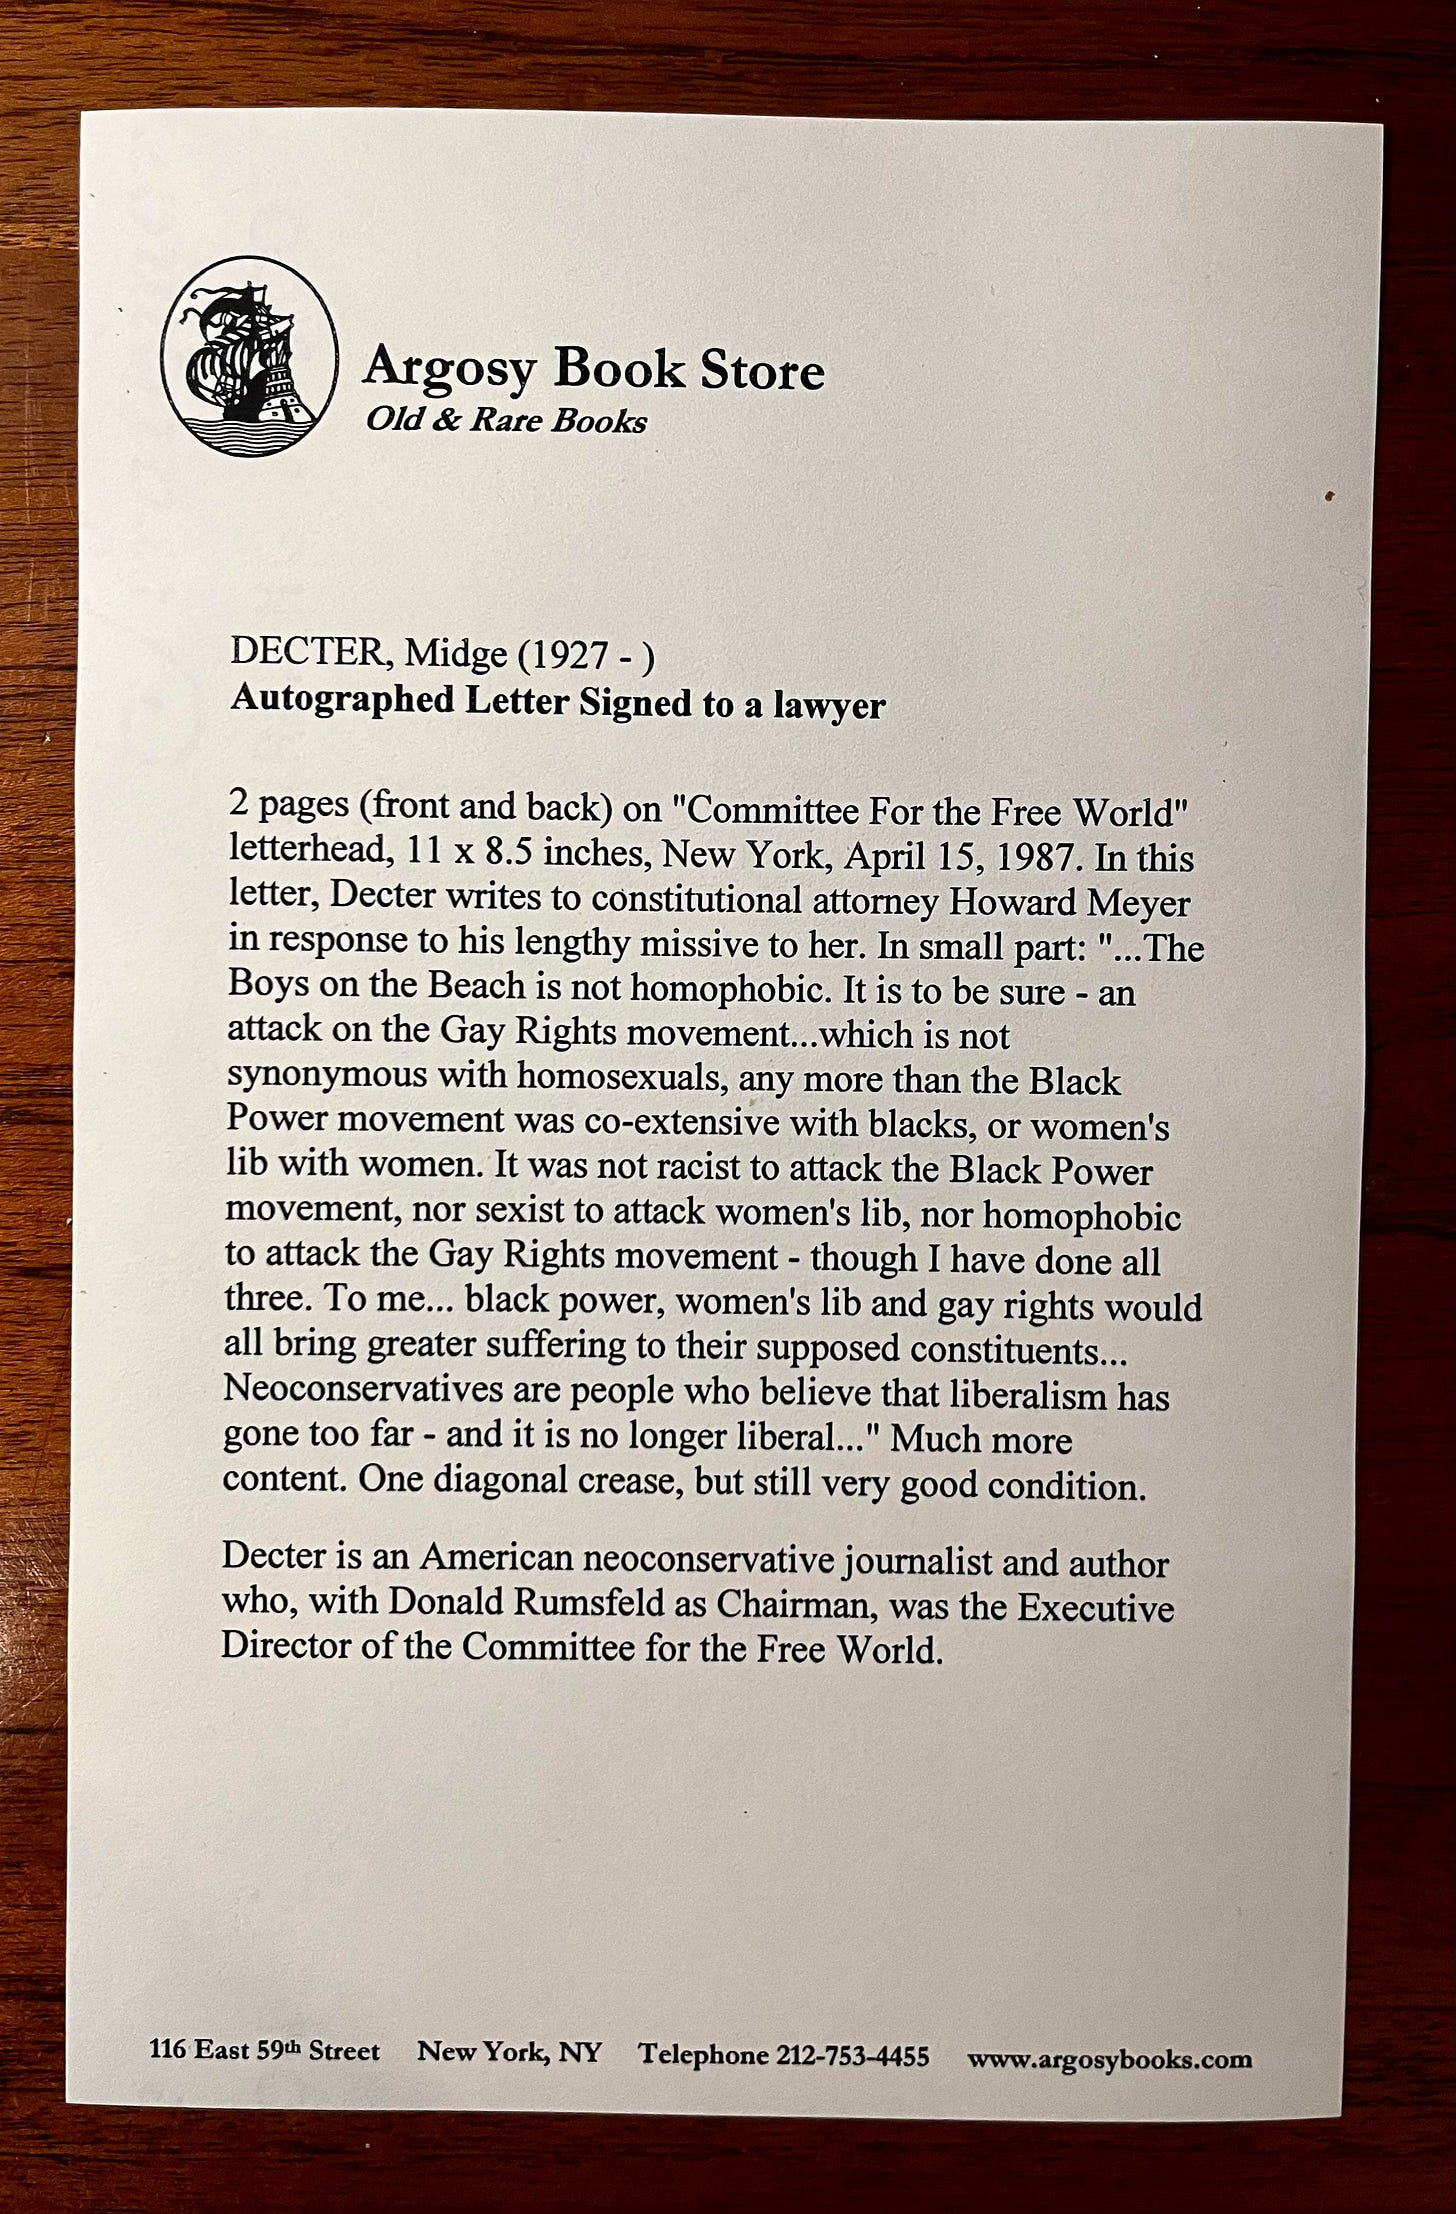 Argosy Book Store
Old & Rare Books
DECTER, Midge (1927 - )
Autographed Letter Signed to a lawyer
2 pages (front and back) on "Committee For the Free World"
letterhead, 11 x 8.5 inches, New York, April 15, 1987. In this
letter, Decter writes to constitutional attorney Howard Meyer
in response to his lengthy missive to her. In small part: "...The
Boys on the Beach is not homophobic. It is to be sure - an
attack on the Gay Rights movement...which is not
synonymous with homosexuals, any more than the Black
Power movement was co-extensive with blacks, or women's
lib with women. It was not racist to attack the Black Power
movement, nor sexist to attack women's lib, nor homophobic
to attack the Gay Rights movement - though I have done all
three. To me... black power, women's lib and gay rights would
all bring greater suffering to their supposed constituents...
Neoconservatives are people who believe that liberalism has
gone too far - and it is no longer liberal..." Much more
content. One diagonal crease, but still very good condition.
Decter is an American neoconservative journalist and author
who, with Donald Rumsfeld as Chairman, was the Executive
Director of the Committee for the Free World.
116 East 59th Street New York, NY Telephone 212-753-4455 www.argosybooks.com